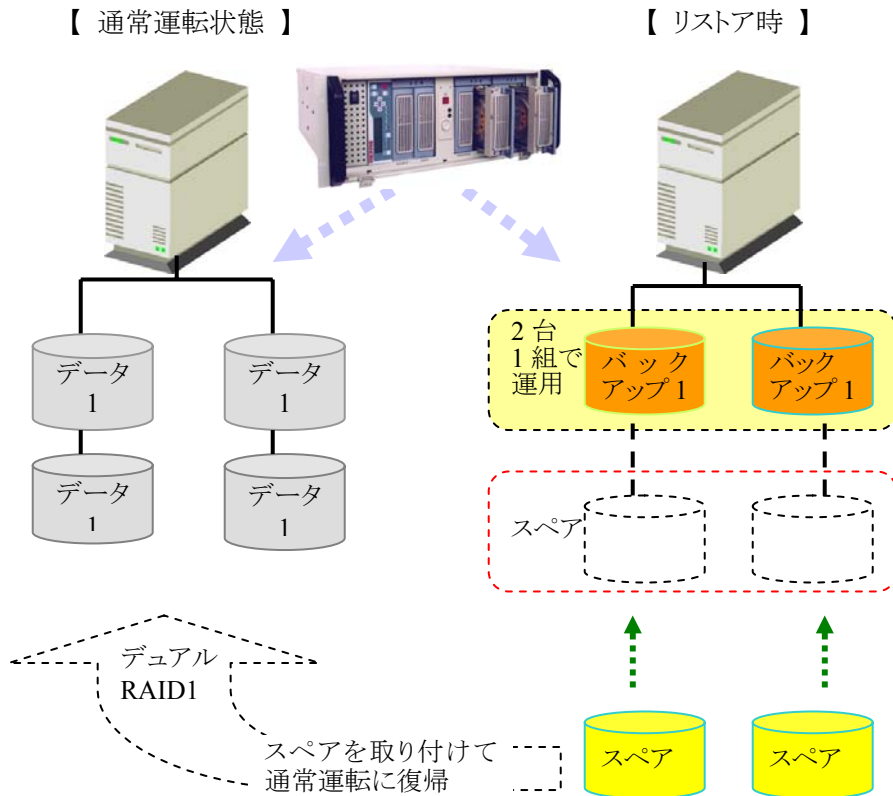 【 通常運転状態 】
【 リストア時 】
データ
1
データ
1
データ
1
データ
1
2 台
1 組で
運用
バック
アップ 1
バック
アップ 1
スペア
デュアル
RAID1
スペアを取り付けて
通常運転に復帰
スペア
スペア